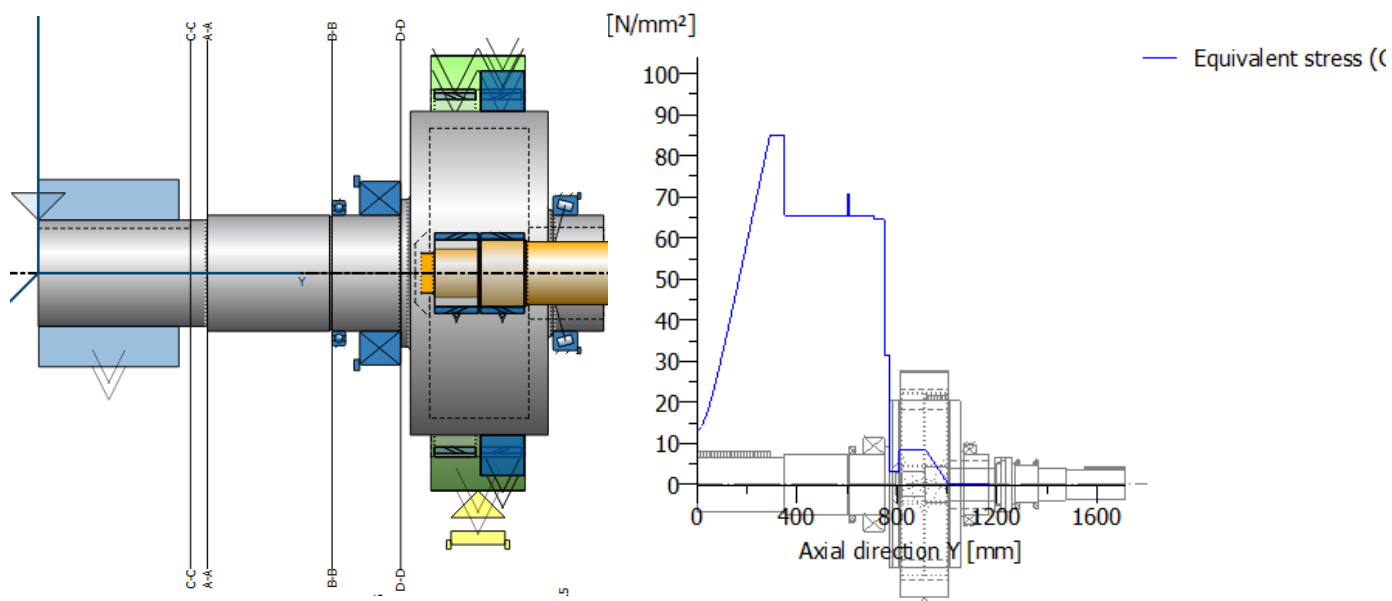 C-C
A-A
B-B
D-D
Y
C-C
A-A
B-B
D-D
[N/mm²]
Equivalent stress (
100
90
80
70
60
50
40
30
20
10
0
0
400
800
1200
1600
Axial direction Y [mm]